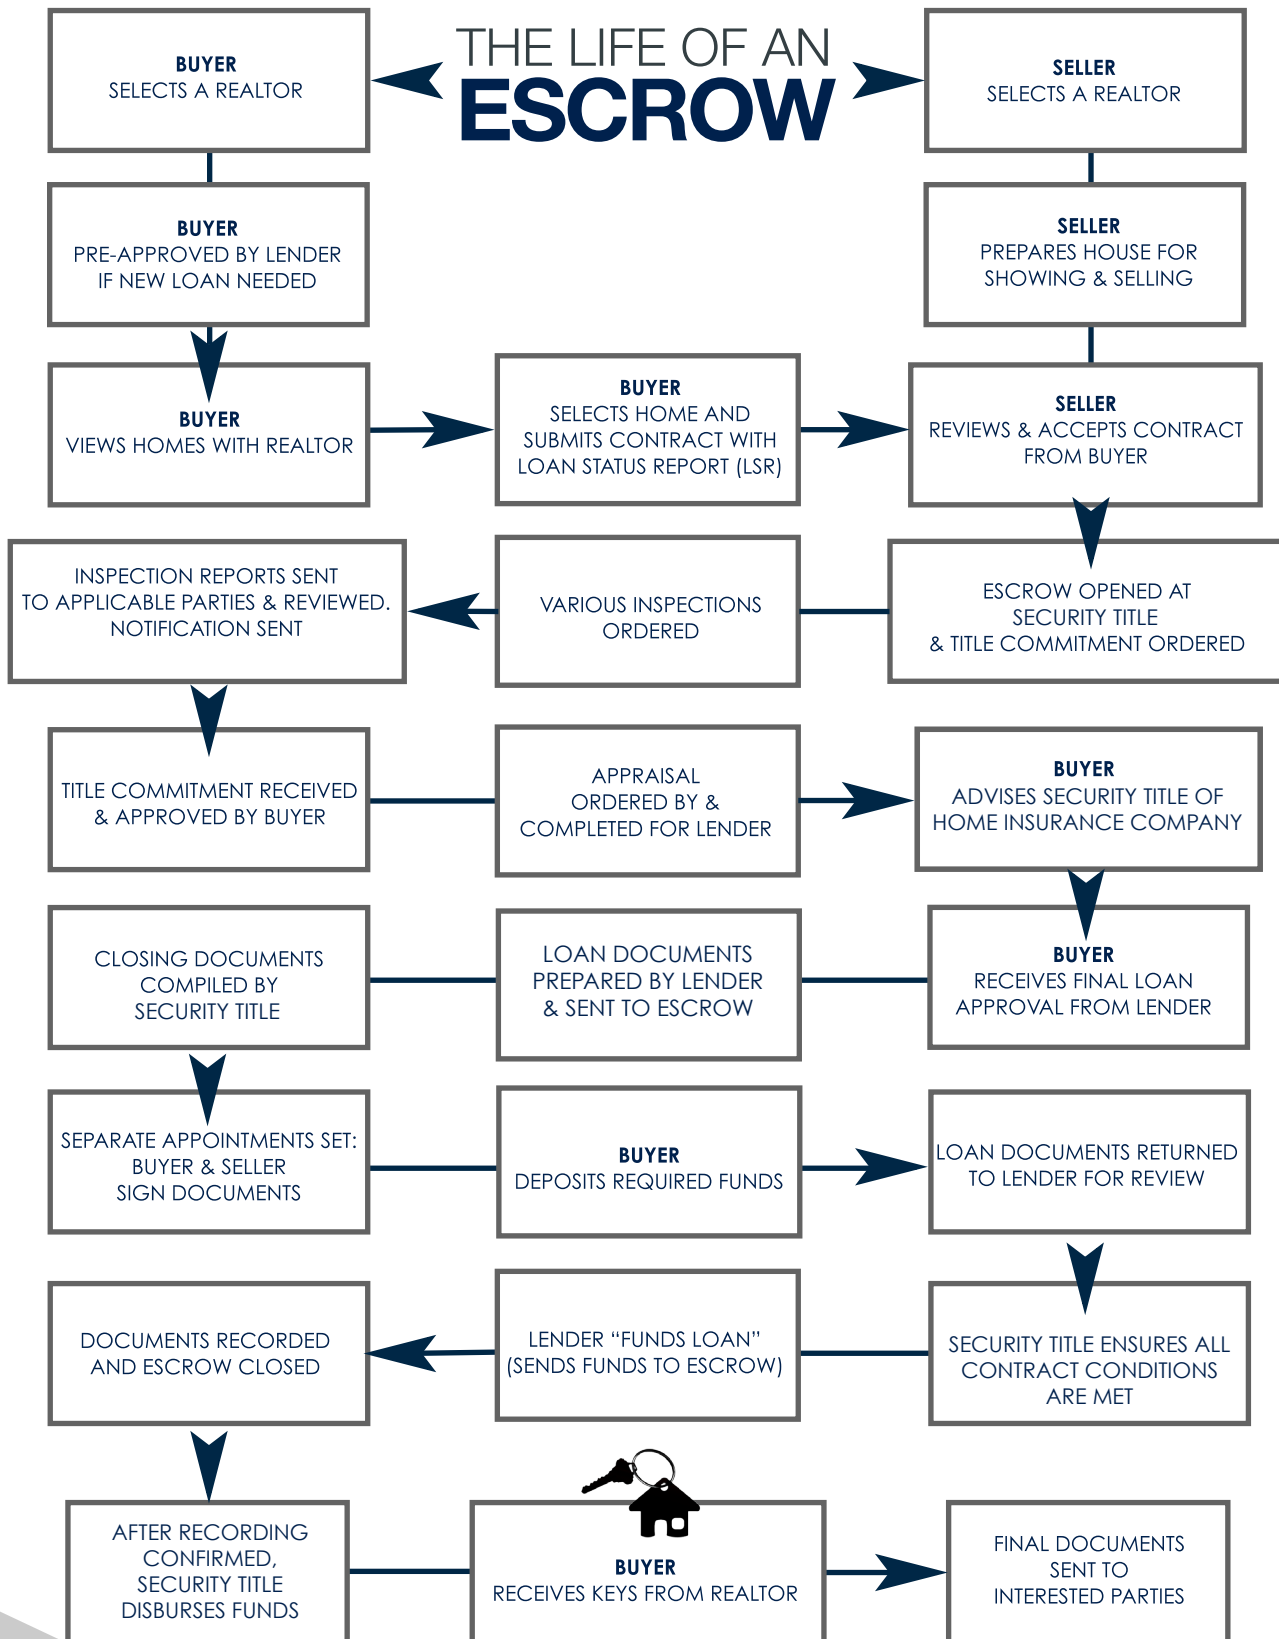 THE LIFE OF AN
ESCROW
BUYER
SELECTS A REALTOR
SELLER
SELECTS A REALTOR
BUYER
PRE-APPROVED BY LENDER
IF NEW LOAN NEEDED
SELLER
PREPARES HOUSE FOR
SHOWING & SELLING
BUYER
VIEWS HOMES WITH REALTOR
BUYER
SELECTS HOME AND
SUBMITS CONTRACT WITH
LOAN STATUS REPORT (LSR)
SELLER
REVIEWS & ACCEPTS CONTRACT
FROM BUYER
ESCROW OPENED AT
SECURITY TITLE
& TITLE COMMITMENT ORDERED
VARIOUS INSPECTIONS
ORDERED
INSPECTION REPORTS SENT
TO APPLICABLE PARTIES & REVIEWED.
NOTIFICATION SENT
TITLE COMMITMENT RECEIVED
& APPROVED BY BUYER
APPRAISAL
ORDERED BY &
COMPLETED FOR LENDER
BUYER
ADVISES SECURITY TITLE OF
HOME INSURANCE COMPANY
BUYER
RECEIVES FINAL LOAN
APPROVAL FROM LENDER
LOAN DOCUMENTS
PREPARED BY LENDER
& SENT TO ESCROW
CLOSING DOCUMENTS
COMPILED BY
SECURITY TITLE
SEPARATE APPOINTMENTS SET:
BUYER & SELLER
SIGN DOCUMENTS
BUYER
DEPOSITS REQUIRED FUNDS
LOAN DOCUMENTS RETURNED
TO LENDER FOR REVIEW
SECURITY TITLE ENSURES ALL
CONTRACT CONDITIONS
ARE MET
LENDER “FUNDS LOAN”
(SENDS FUNDS TO ESCROW)
DOCUMENTS RECORDED
AND ESCROW CLOSED
AFTER RECORDING
CONFIRMED,
SECURITY TITLE
DISBURSES FUNDS
BUYER
RECEIVES KEYS FROM REALTOR
FINAL DOCUMENTS
SENT TO
INTERESTED PARTIES